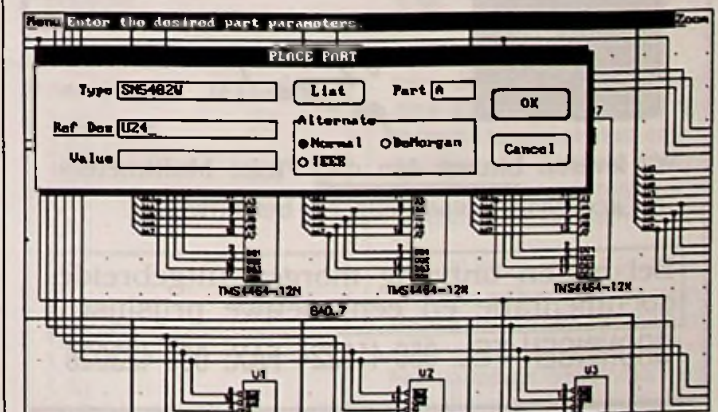 Menu Enter the desired part parameters. Zoom
PLACE PART
Type SN5482W List Part A OK
Ref Des U24_
Alternate
Normal DeMorgan
IEEE
Value Cancel
7
TMS4464-12N TMS4464-12N TMS4464-12N
BA0..7
U1 U2 U3